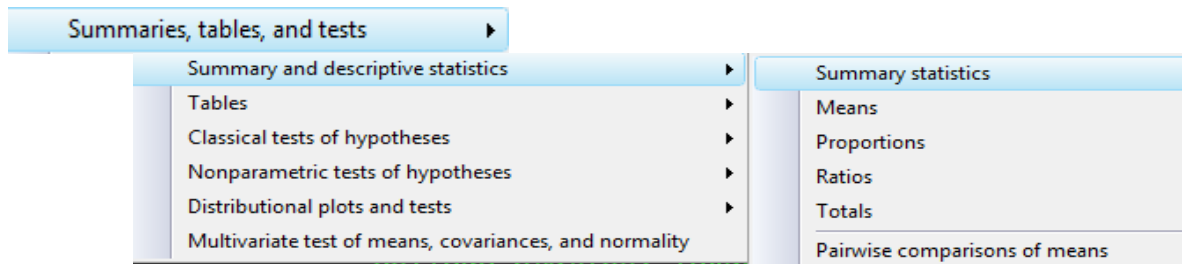 Summaries, tables, and tests
Summary and descriptive statistics
Tables
Classical tests of hypotheses
Nonparametric tests of hypotheses
Distributional plots and tests
Multivariate test of means, covariances, and normality
Summary statistics
Means
Proportions
Ratios
Totals
Pairwise comparisons of means